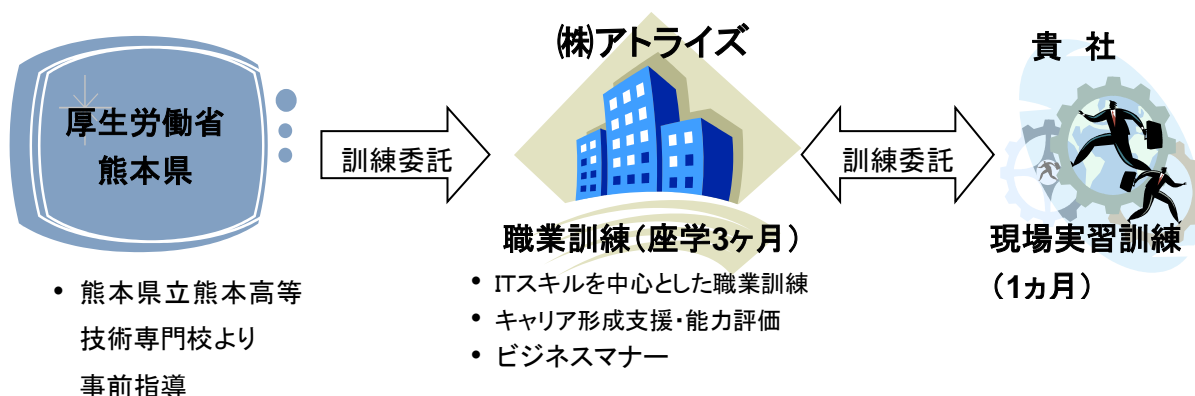 厚生労働省
熊本県
• 熊本県立熊本高等
技術専門校より
事前指導
訓練委託
㈱アトライズ
職業訓練(座学3ヶ月)
• ITスキルを中心とした職業訓練
• キャリア形成支援・能力評価
• ビジネスマナー
訓練委託
貴 社
現場実習訓練
(1ヵ月)